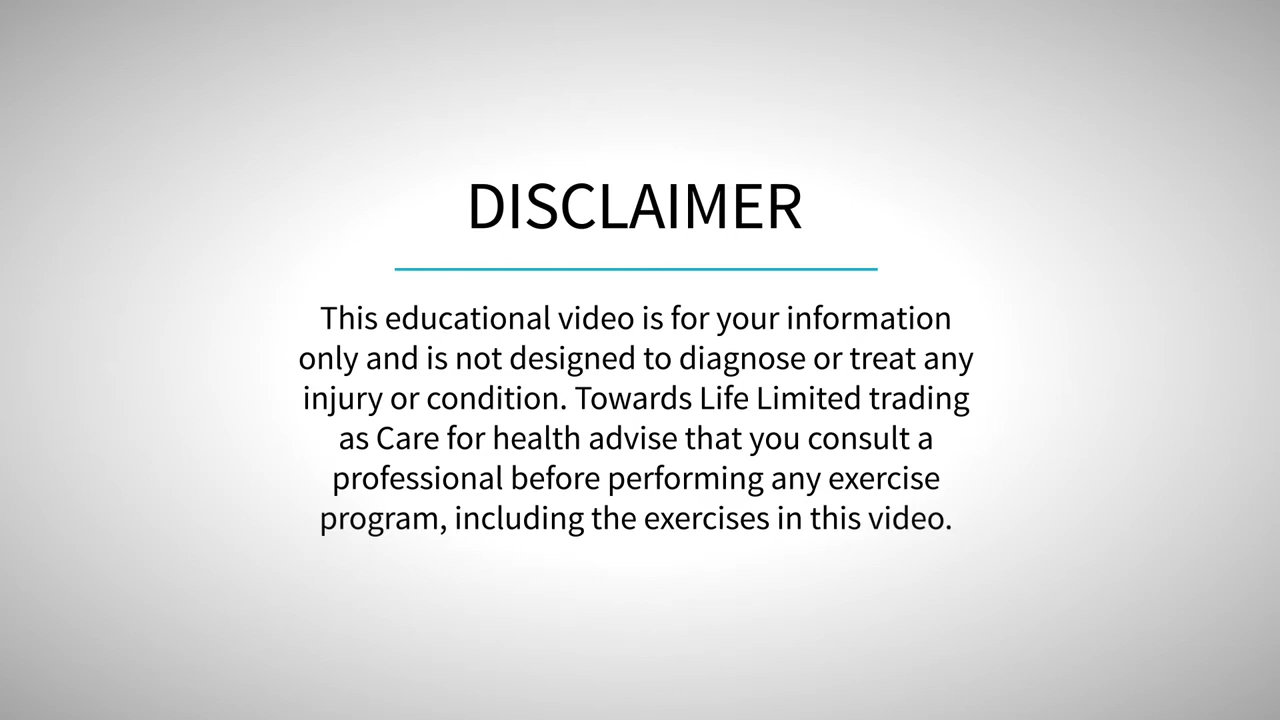 DISCLAIMER
This educational video is for your information
only and is not designed to diagnose or treat any
injury or condition. Towards Life Limited trading
as Care for health advise that you consult a
professional before performing any exercise
program, including the exercises in this video.